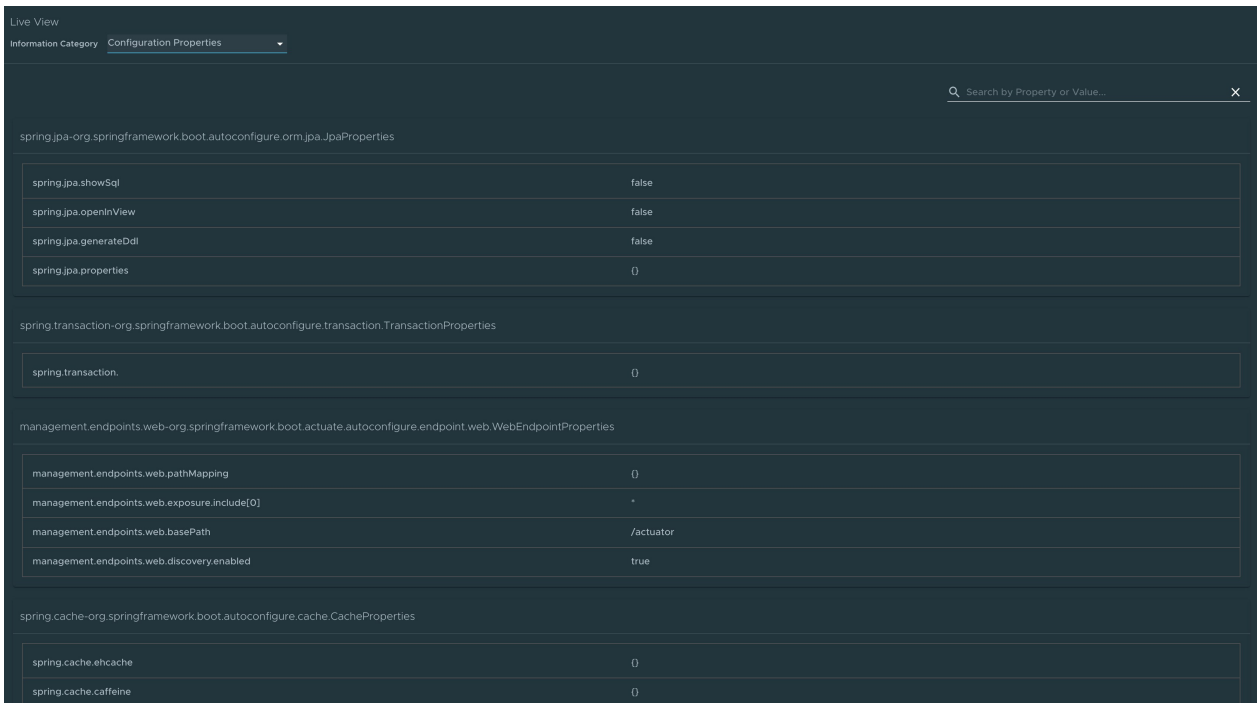 Live View
Information Category Configuration Properties
Search by Property or Value...
spring.jpa-org.springframework.boot.autoconfigure.orm.jpa.JpaProperties
spring.jpa.showSql false
spring.jpa.openInView false
spring.jpa.generateDdl false
spring.jpa.properties {}
spring.transaction-org.springframework.boot.autoconfigure.transaction.TransactionProperties
spring.transaction. {}
management.endpoints.web-org.springframework.boot.actuate.autoconfigure.endpoint.web.WebEndpointProperties
management.endpoints.web.pathMapping {}
management.endpoints.web.exposure.include[0] *
management.endpoints.web.basePath /actuator
management.endpoints.web.discovery.enabled true
spring.cache-org.springframework.boot.autoconfigure.cache.CacheProperties
spring.cache.ehcache {}
spring.cache.caffeine {}